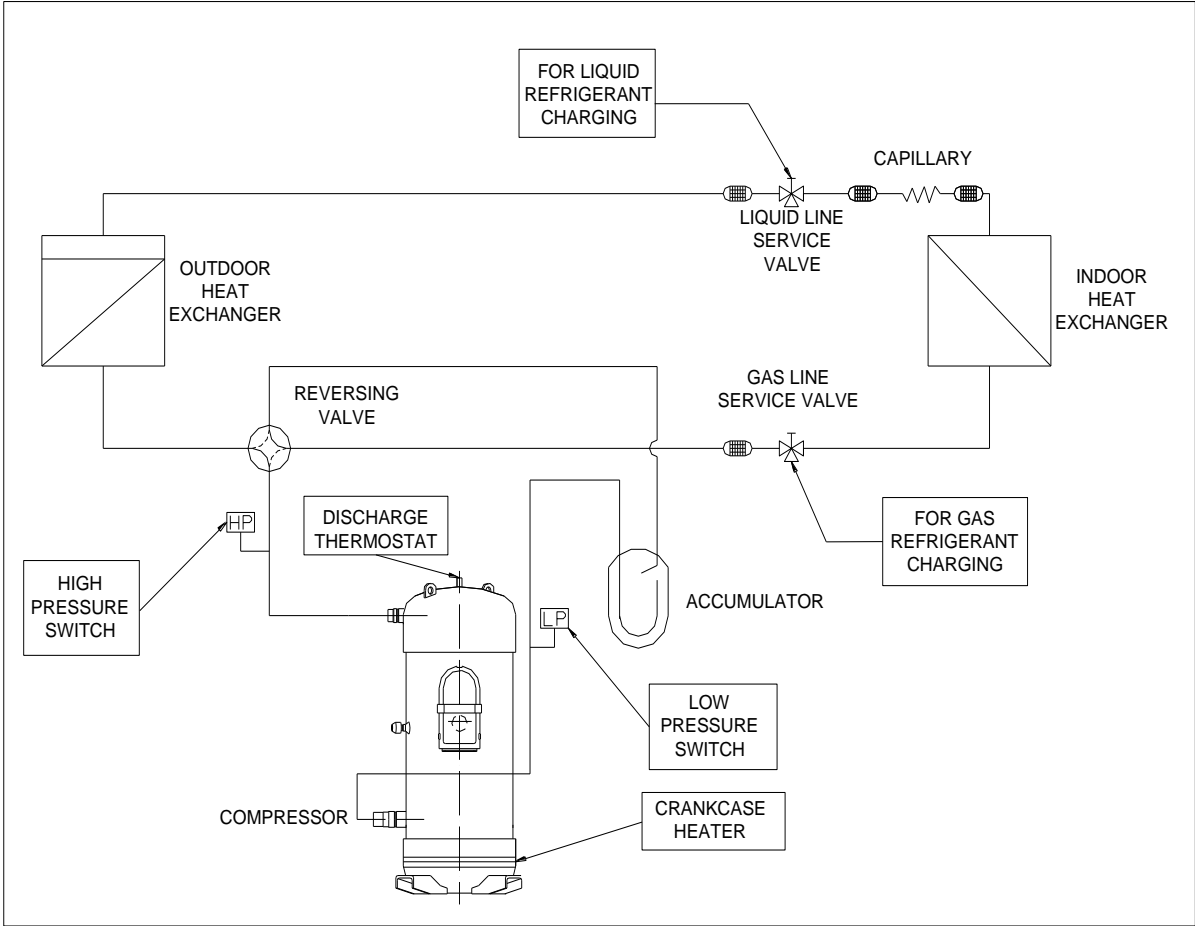 FOR LIQUID
REFRIGERANT
CHARGING
CAPILLARY
LIQUID LINE
SERVICE
VALVE
OUTDOOR
HEAT
EXCHANGER
INDOOR
HEAT
EXCHANGER
REVERSING
VALVE
GAS LINE
SERVICE VALVE
HP
DISCHARGE
THERMOSTAT
FOR GAS
REFRIGERANT
CHARGING
HIGH
PRESSURE
SWITCH
ACCUMULATOR
LP
LOW
PRESSURE
SWITCH
COMPRESSOR
CRANKCASE
HEATER